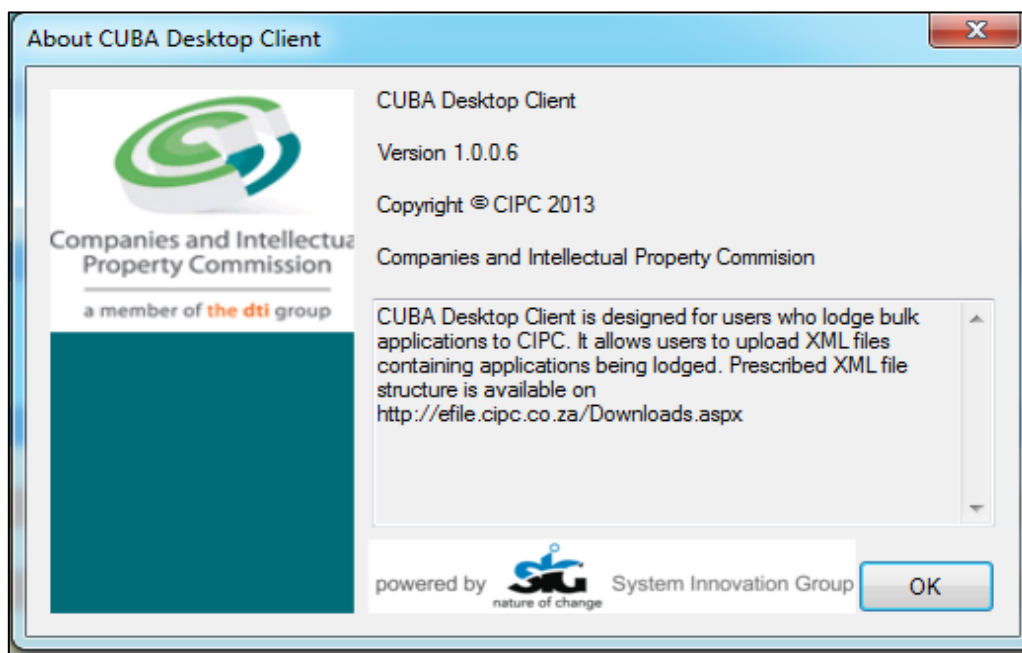 About CUBA Desktop Client
Companies and Intellectua
Property Commission
a member of the dti group
CUBA Desktop Client
Version 1.0.0.6
Copyright © CIPC 2013
Companies and Intellectual Property Commision
CUBA Desktop Client is designed for users who lodge bulk
applications to CIPC. It allows users to upload XML files
containing applications being lodged. Prescribed XML file
structure is available on
http://efile.cipc.co.za/Downloads.aspx
powered by
SIG
nature of change
System Innovation Group
OK